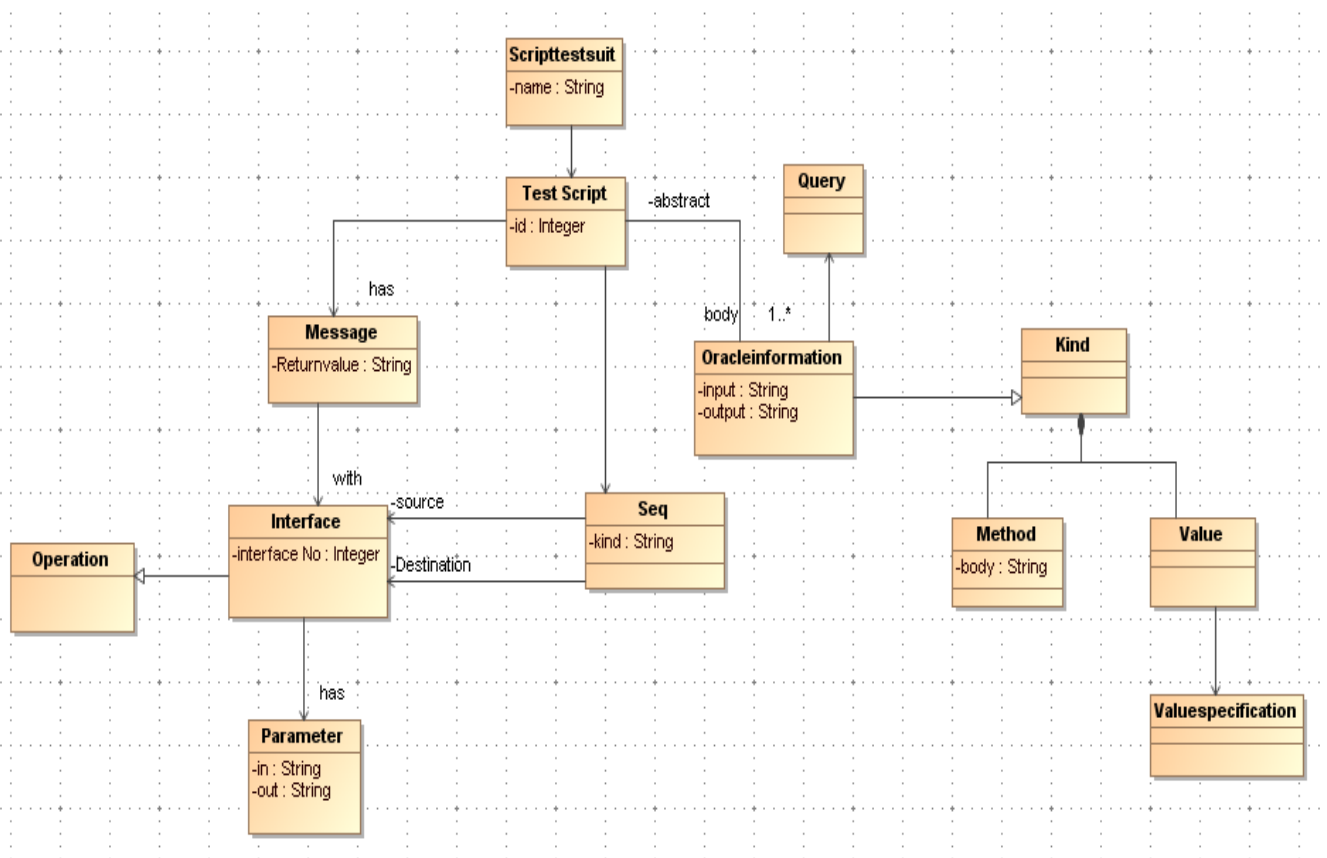 Scripttestsuit
-name : String
Test Script
-id : Integer
-abstract
Query
has
body
1..*
Message
-Returnvalue : String
Oracleinformation
-input : String
-output : String
Kind
with
-source
Interface
-interface No : Integer
-Destination
Seq
-kind : String
Operation
Method
-body : String
Value
has
Parameter
-in : String
-out : String
Valuespecification